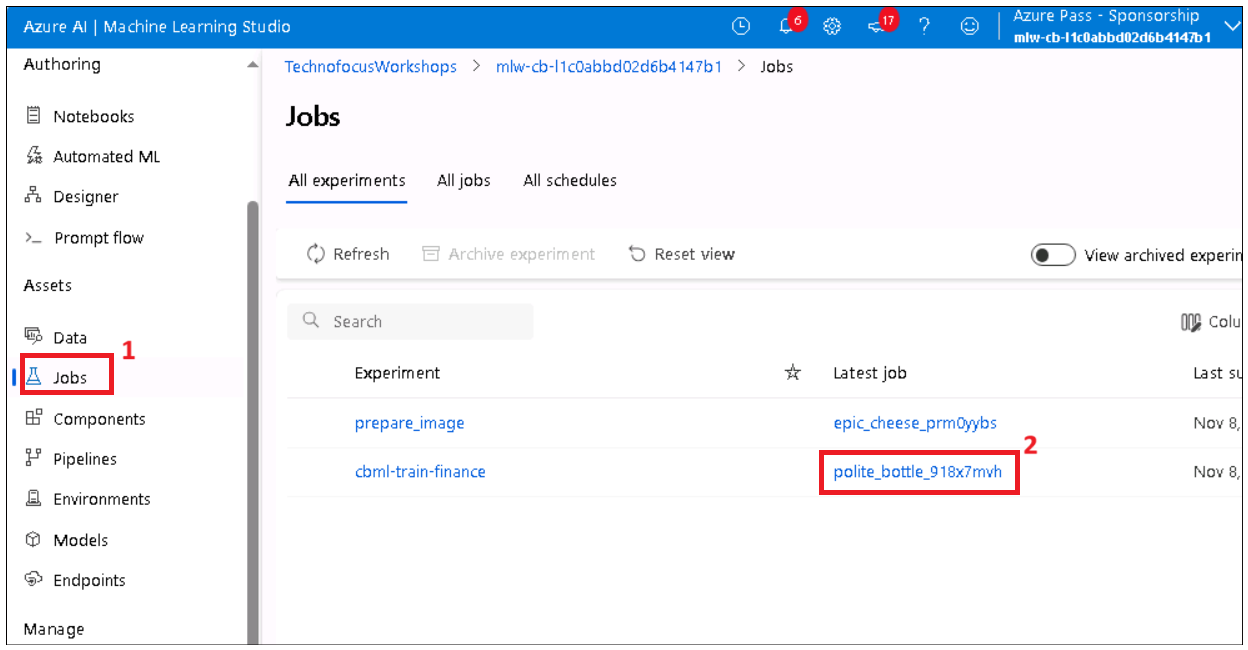 Azure AI | Machine Learning Studio
6
17
?
Azure Pass - Sponsorship
mlw-cb-l1c0abbd02d6b4147b1
Authoring
Notebooks
Automated ML
Designer
Prompt flow
Assets
Data
1
Jobs
Components
Pipelines
Environments
Models
Endpoints
Manage
TechnofocusWorkshops > mlw-cb-l1c0abbd02d6b4147b1 > Jobs
Jobs
All experiments All jobs All schedules
Refresh Archive experiment Reset view View archived experin
Search Colu
Experiment Latest job Last su
prepare_image epic_cheese_prm0yybs Nov 8,
2
cbml-train-finance polite_bottle_918x7mvh Nov 8,